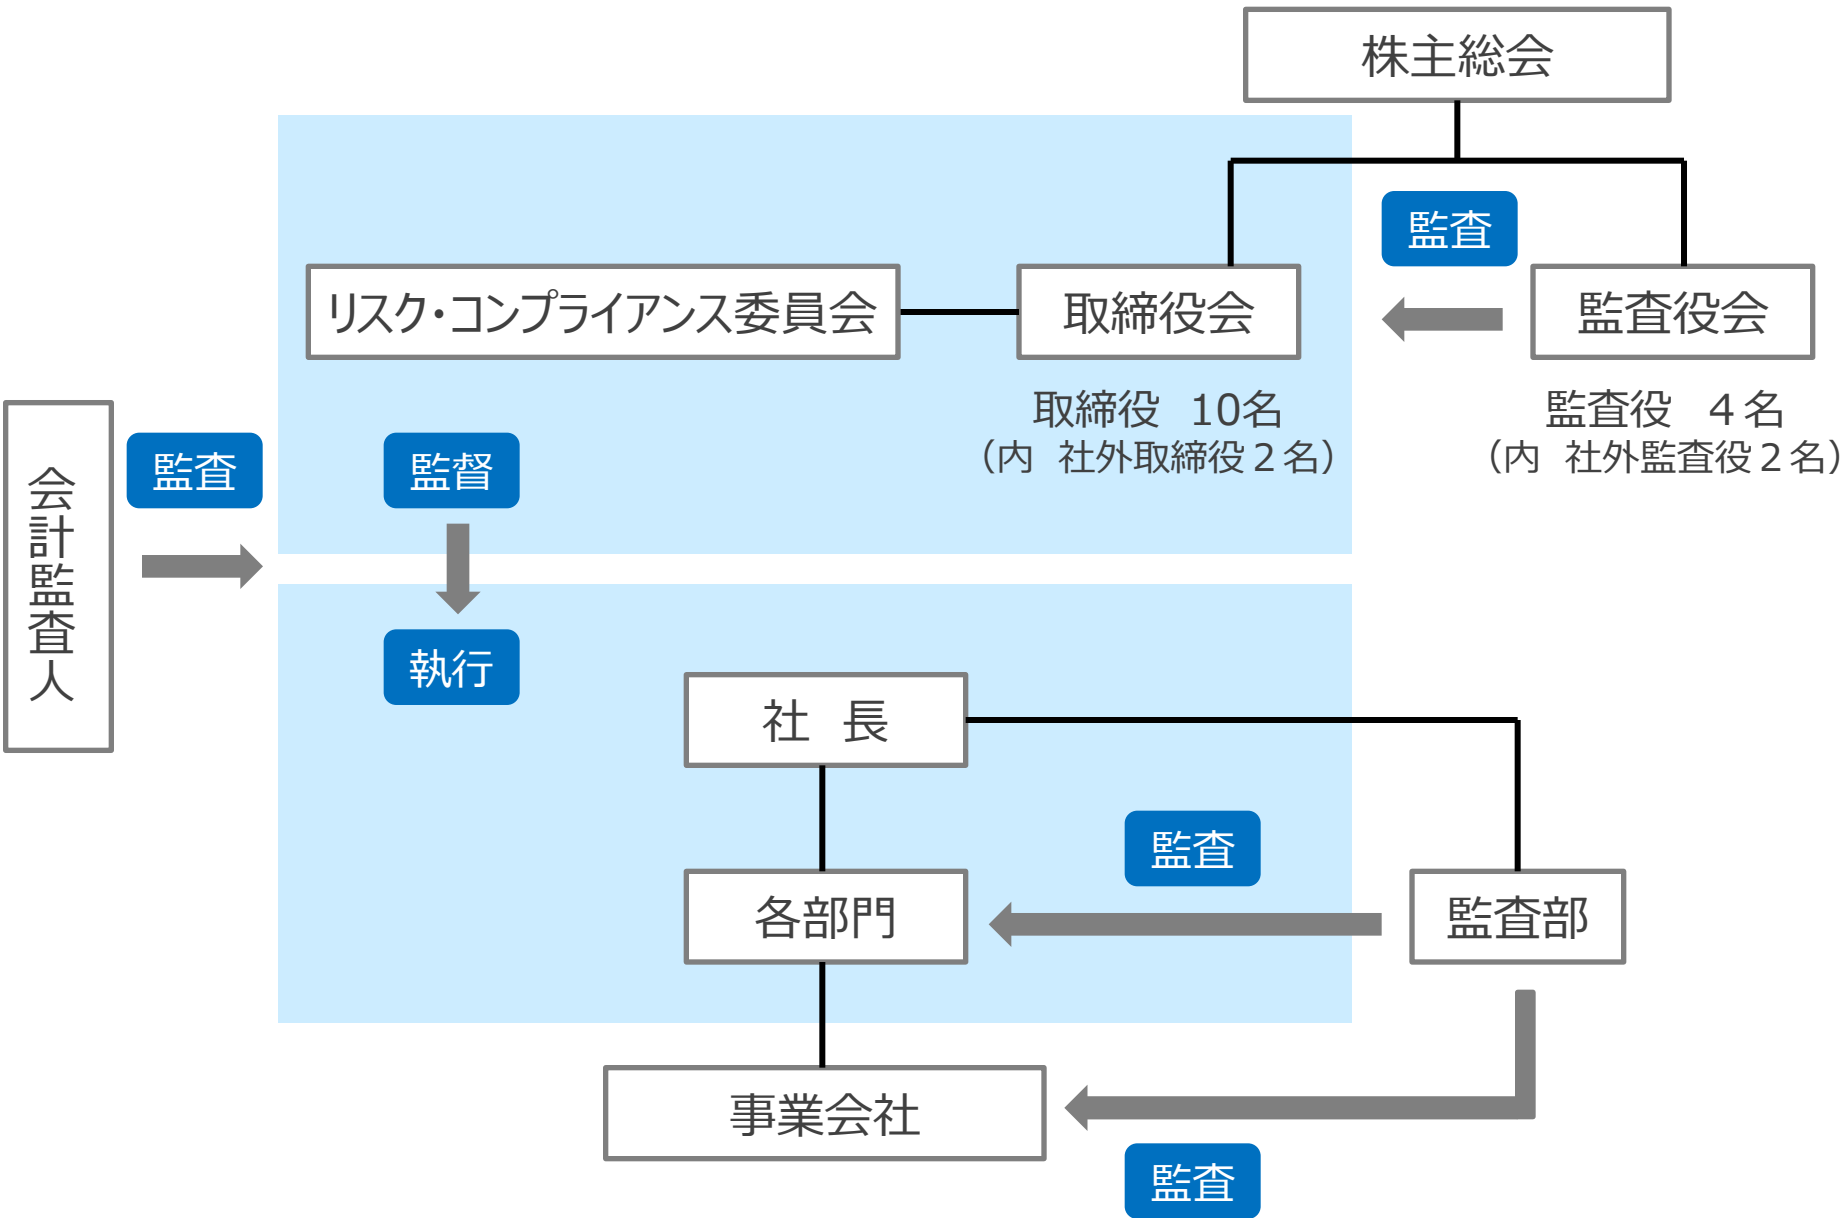 株主総会
監査
リスク・コンプライアンス委員会
取締役会
監査役会
取締役　10名
（内　社外取締役２名）
監査役　４名
（内　社外監査役２名）
会計監査人
監査
監督
執行
社　長
監査
各部門
監査部
事業会社
監査